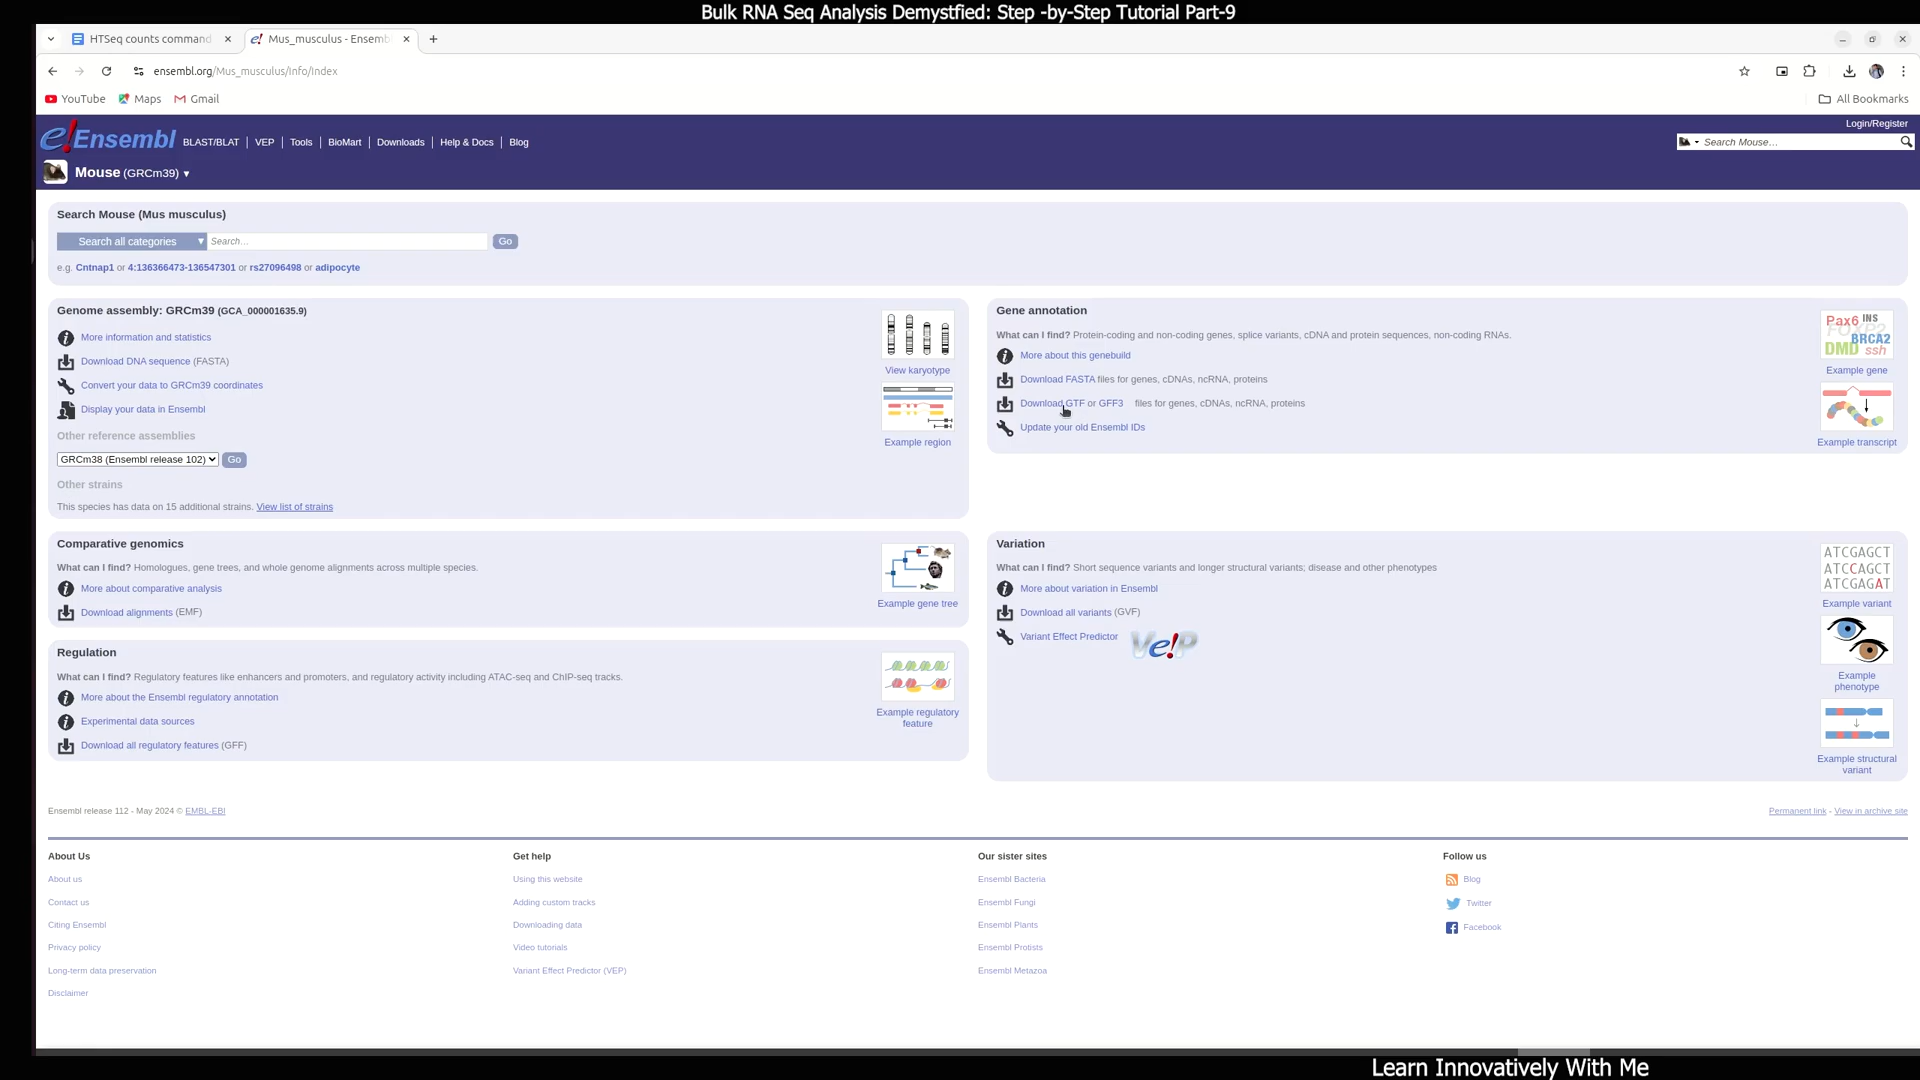 Bulk RNA Seq Analysis Demystfied: Step -by-Step Tutorial Part-9
HTSeq counts command
Mus_musculus - Ensemb
ensembl.org/Mus_musculus/Info/Index
YouTube
Maps
Gmail
All Bookmarks
Login/Register
e!Ensembl
BLAST/BLAT
VEP
Tools
BioMart
Downloads
Help & Docs
Blog
Search Mouse…
Mouse (GRCm39) ▼
Search Mouse (Mus musculus)
Search all categories
Search…
Go
e.g. Cntnap1 or 4:136366473-136547301 or rs27096498 or adipocyte
Genome assembly: GRCm39 (GCA_000001635.9)
More information and statistics
Download DNA sequence (FASTA)
Convert your data to GRCm39 coordinates
Display your data in Ensembl
Other reference assemblies
GRCm38 (Ensembl release 102)
Go
Other strains
This species has data on 15 additional strains. View list of strains
View karyotype
Example region
Gene annotation
What can I find? Protein-coding and non-coding genes, splice variants, cDNA and protein sequences, non-coding RNAs.
More about this genebuild
Download FASTA files for genes, cDNAs, ncRNA, proteins
Download GTF or GFF3 files for genes, cDNAs, ncRNA, proteins
Update your old Ensembl IDs
Pax6 INS
FOXP2
BRCA2
DMD ssh
Example gene
Example transcript
Comparative genomics
What can I find? Homologues, gene trees, and whole genome alignments across multiple species.
More about comparative analysis
Download alignments (EMF)
Example gene tree
Variation
What can I find? Short sequence variants and longer structural variants; disease and other phenotypes
More about variation in Ensembl
Download all variants (GVF)
Variant Effect Predictor
Ve!P
ATCGAGCT
ATCCAGCT
ATCGAGAT
Example variant
Example
phenotype
Example structural
variant
Regulation
What can I find? Regulatory features like enhancers and promoters, and regulatory activity including ATAC-seq and ChIP-seq tracks.
More about the Ensembl regulatory annotation
Experimental data sources
Download all regulatory features (GFF)
Example regulatory
feature
Ensembl release 112 - May 2024 © EMBL-EBI
Permanent link - View in archive site
About Us
About us
Contact us
Citing Ensembl
Privacy policy
Long-term data preservation
Disclaimer
Get help
Using this website
Adding custom tracks
Downloading data
Video tutorials
Variant Effect Predictor (VEP)
Our sister sites
Ensembl Bacteria
Ensembl Fungi
Ensembl Plants
Ensembl Protists
Ensembl Metazoa
Follow us
Blog
Twitter
Facebook
Learn Innovatively With Me